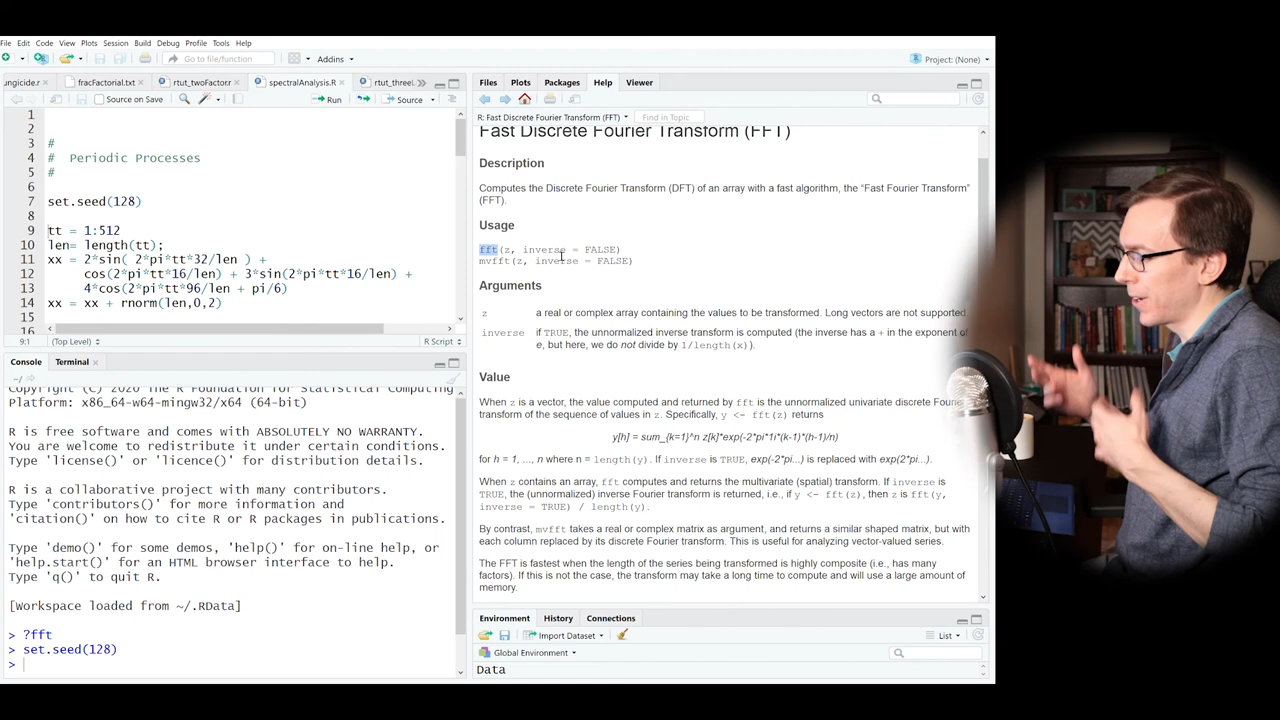 File Edit Code View Plots Session Build Debug Profile Tools Help
Go to file/function
Addins
Project: (None)
ungicide.r
fracFactorial.txt
rtut_twoFactorr
spectralAnalysis.R
rtut_threel
Source on Save
Run
Source
1
2
3 #
4 # Periodic Processes
5 #
6
7 set.seed(128)
8
9 tt = 1:512
10 len= length(tt);
11 xx = 2*sin( 2*pi*tt*32/len ) +
12 cos(2*pi*tt*16/len) + 3*sin(2*pi*tt*16/len) +
13 4*cos(2*pi*tt*96/len + pi/6)
14 xx = xx + rnorm(len,0,2)
15
16
9:1 (Top Level) R Script
Console Terminal
~/
Copyright (C) 2020 The R Foundation for Statistical Computing
Platform: x86_64-w64-mingw32/x64 (64-bit)
R is free software and comes with ABSOLUTELY NO WARRANTY.
You are welcome to redistribute it under certain conditions.
Type 'license()' or 'licence()' for distribution details.
R is a collaborative project with many contributors.
Type 'contributors()' for more information and
'citation()' on how to cite R or R packages in publications.
Type 'demo()' for some demos, 'help()' for on-line help, or
'help.start()' for an HTML browser interface to help.
Type 'q()' to quit R.
[Workspace loaded from ~/.RData]
> ?fft
> set.seed(128)
>
Files Plots Packages Help Viewer
R: Fast Discrete Fourier Transform (FFT)
Find in Topic
Fast Discrete Fourier Transform (FFT)
Description
Computes the Discrete Fourier Transform (DFT) of an array with a fast algorithm, the “Fast Fourier Transform”
(FFT).
Usage
fft(z, inverse = FALSE)
mvfft(z, inverse = FALSE)
Arguments
z a real or complex array containing the values to be transformed. Long vectors are not supported.
inverse if TRUE, the unnormalized inverse transform is computed (the inverse has a + in the exponent of
e, but here, we do not divide by 1/length(x)).
Value
When z is a vector, the value computed and returned by fft is the unnormalized univariate discrete Fourier
transform of the sequence of values in z. Specifically, y <- fft(z) returns
y[h] = sum_{k=1}^n z[k]*exp(-2*pi*1i*(k-1)*(h-1)/n)
for h = 1, ..., n where n = length(y). If inverse is TRUE, exp(-2*pi...) is replaced with exp(2*pi...).
When z contains an array, fft computes and returns the multivariate (spatial) transform. If inverse is
TRUE, the (unnormalized) inverse Fourier transform is returned, i.e., if y <- fft(z), then z is fft(y,
inverse = TRUE) / length(y).
By contrast, mvfft takes a real or complex matrix as argument, and returns a similar shaped matrix, but with
each column replaced by its discrete Fourier transform. This is useful for analyzing vector-valued series.
The FFT is fastest when the length of the series being transformed is highly composite (i.e., has many
factors). If this is not the case, the transform may take a long time to compute and will use a large amount of
memory.
Environment History Connections
Import Dataset
List
Global Environment
Data